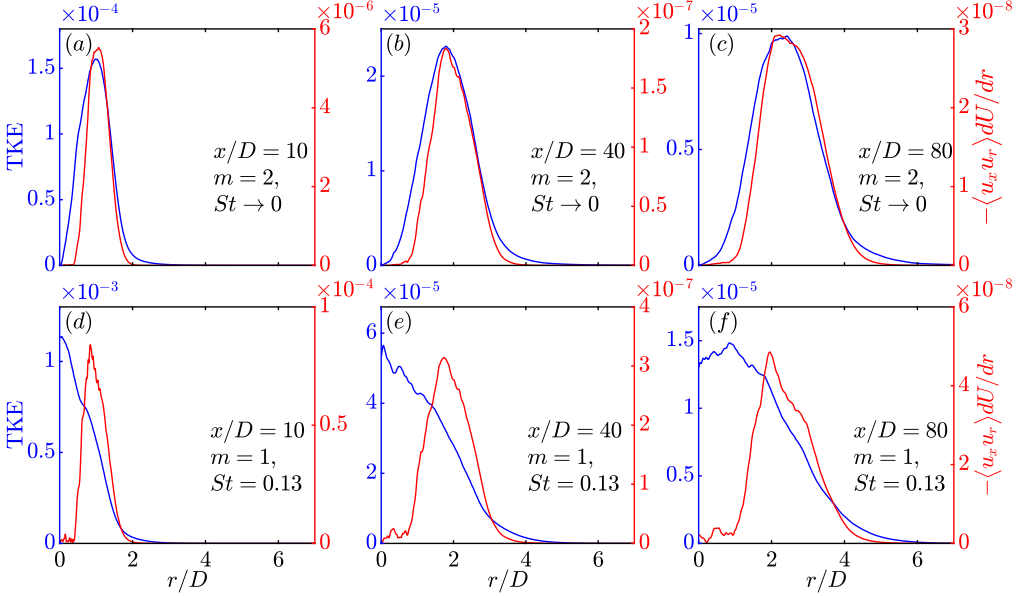 ×10⁻⁴ ×10⁻⁶ ×10⁻⁵ ×10⁻⁷ ×10⁻⁵ ×10⁻⁸
(a) (b) (c)
TKE
0 0.5 1 1.5
0 2 4 6
x/D = 10
m = 2,
St → 0
0 1 2
0 0.5 1 1.5 2
x/D = 40
m = 2,
St → 0
0 0.5 1
0 1 2 3
x/D = 80
m = 2,
St → 0
−⟨u_x u_r⟩dU/dr
×10⁻³ ×10⁻⁴ ×10⁻⁵ ×10⁻⁷ ×10⁻⁵ ×10⁻⁸
(d) (e) (f)
TKE
0 0.5 1
0 0.5 1
x/D = 10
m = 1,
St = 0.13
0 2 4 6
0 1 2 3 4
x/D = 40
m = 1,
St = 0.13
0 0.5 1 1.5
0 2 4 6
x/D = 80
m = 1,
St = 0.13
−⟨u_x u_r⟩dU/dr
0 2 4 6 0 2 4 6 0 2 4 6
r/D r/D r/D